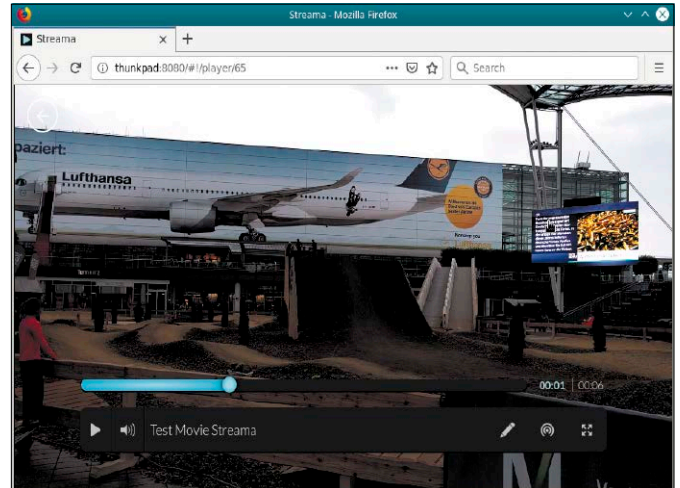 Streama - Mozilla Firefox
Streama
thunkpad:8080/#!/player/65
Search
paziert:
Lufthansa
00:01 00:06
Test Movie Streama